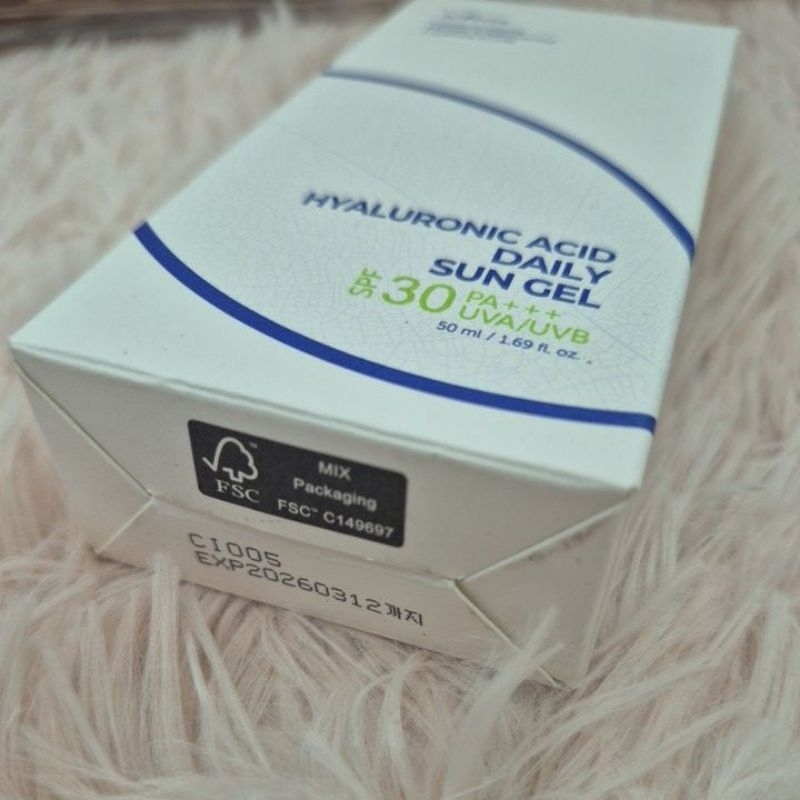 HYALURONIC ACID
DAILY
SUN GEL
SPF 30 PA+++
UVA/UVB
50 ml / 1.69 fl. oz.
FSC™
MIX
Packaging
FSC™ C149697
CI005
EXP20260312까지